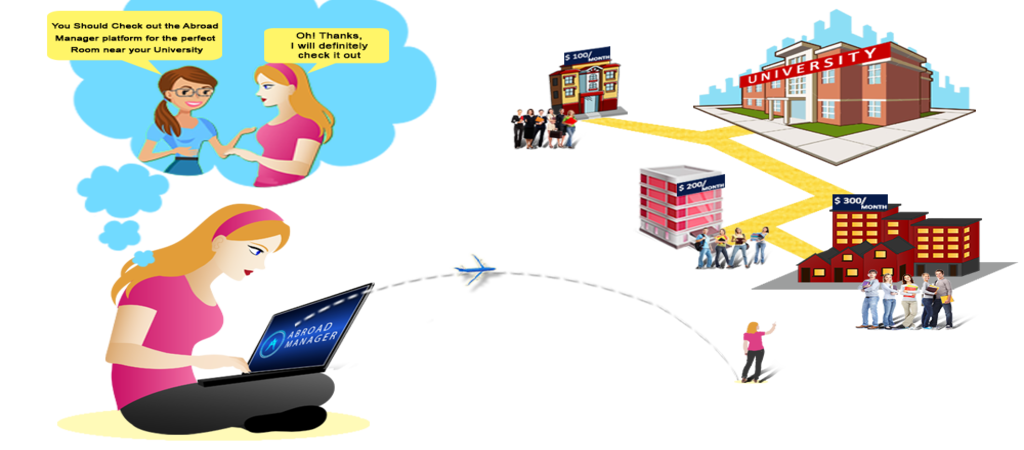 You Should Check out the Abroad
Manager platform for the perfect
Room near your University
Oh! Thanks,
I will definitely
check it out
$ 100/
MONTH
UNIVERSITY
$ 200/
MONTH
$ 300/
MONTH
ABROAD
MANAGER